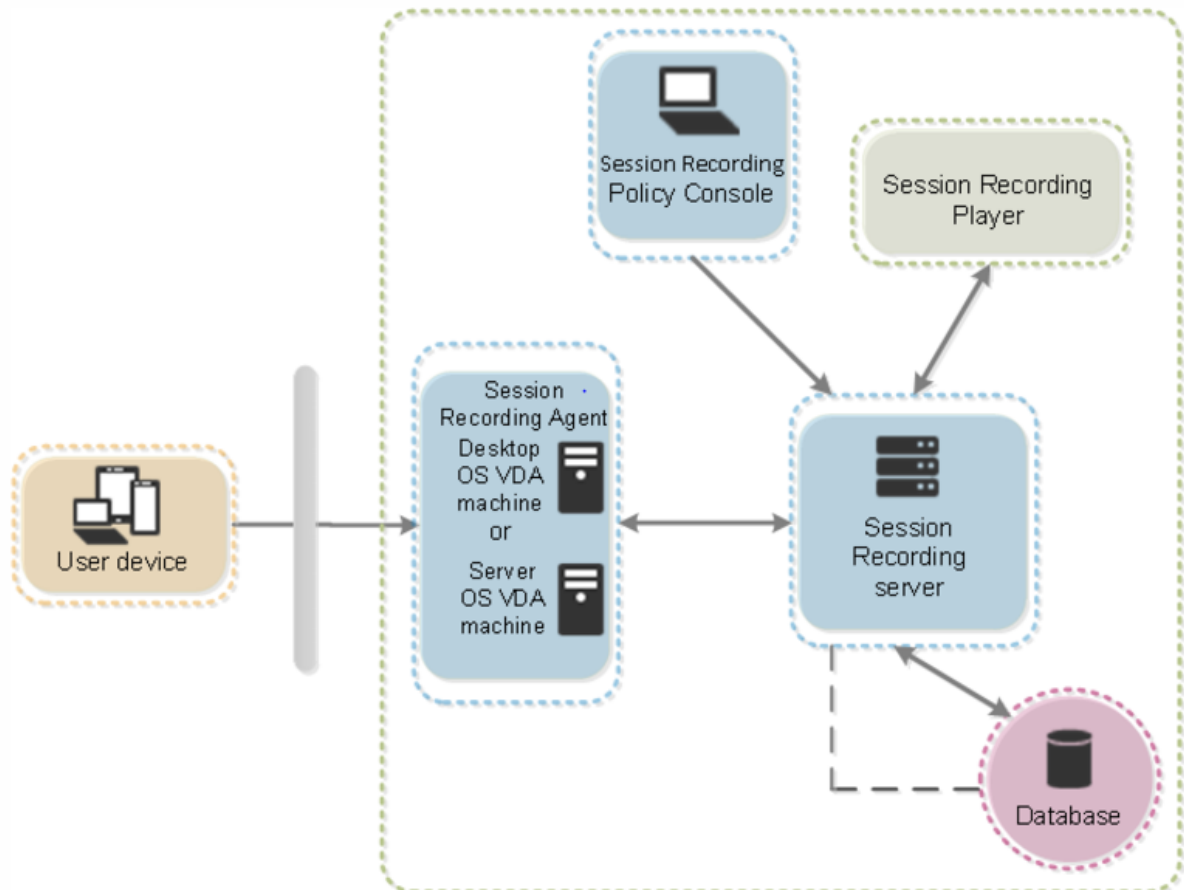 Session Recording
Policy Console
Session Recording
Player
Session
Recording Agent
Desktop
OS VDA
machine
or
Server
OS VDA
machine
User device
Session
Recording
server
Database